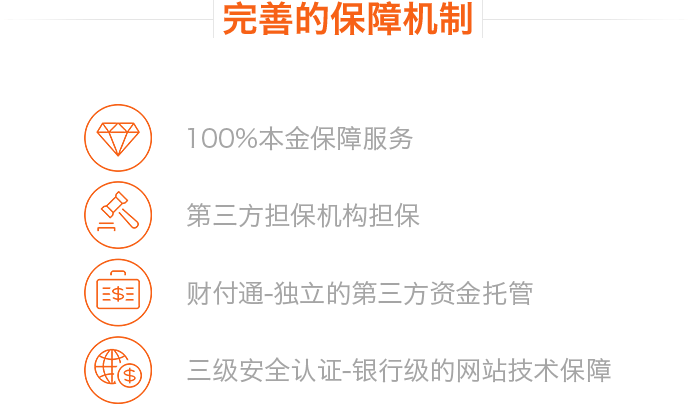 完善的保障机制
100%本金保障服务
第三方担保机构担保
财付通-独立的第三方资金托管
三级安全认证-银行级的网站技术保障